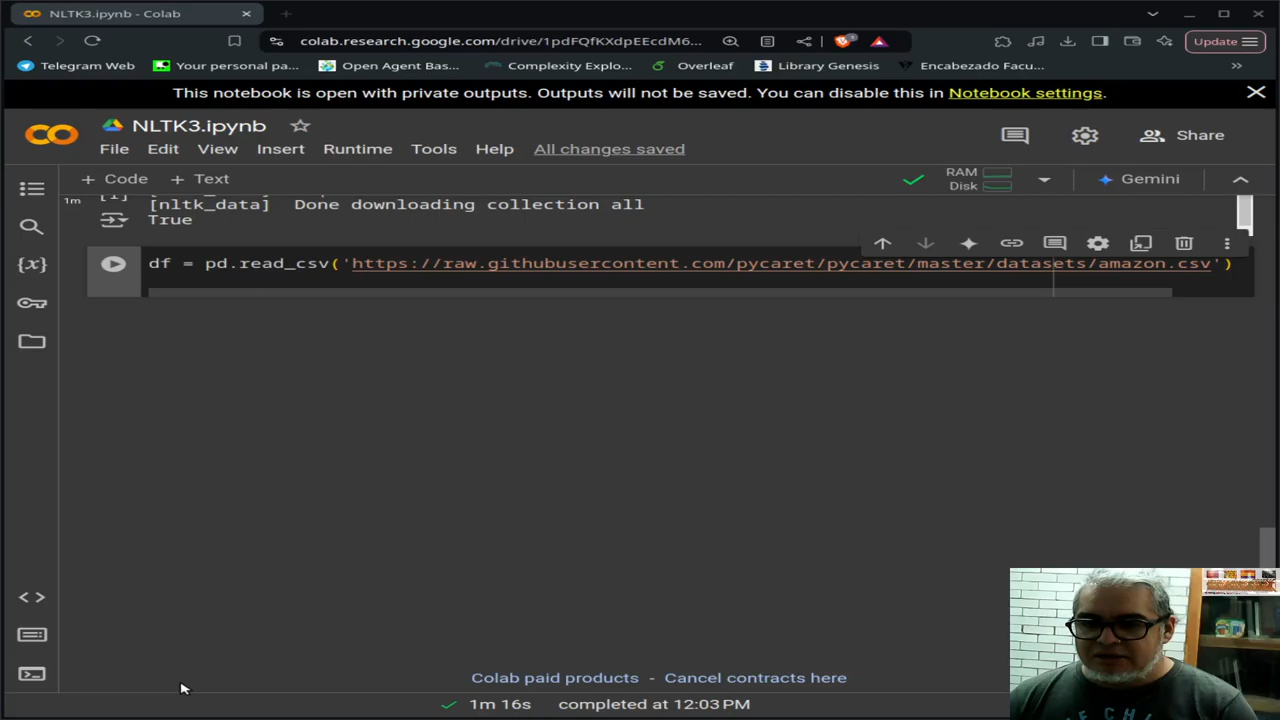 NLTK3.ipynb - Colab
colab.research.google.com/drive/1pdFQfKXdpEEcdM6...
Update
Telegram Web
Your personal pa...
Open Agent Bas...
Complexity Explo...
Overleaf
Library Genesis
Encabezado Facu...
This notebook is open with private outputs. Outputs will not be saved. You can disable this in Notebook settings.
NLTK3.ipynb
Share
File Edit View Insert Runtime Tools Help All changes saved
+ Code + Text
RAM
Disk
Gemini
1m
[1]
[nltk_data] Done downloading collection all
True
df = pd.read_csv('https://raw.githubusercontent.com/pycaret/pycaret/master/datasets/amazon.csv')
{x}
Colab paid products - Cancel contracts here
1m 16s completed at 12:03 PM